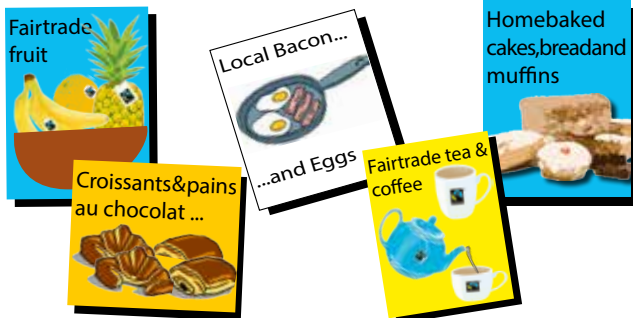 Fairtrade
fruit
Local Bacon...
...and Eggs
Homebaked
cakes,breadand
muffins
Croissants&pains
au chocolat ...
Fairtrade tea &
coffee